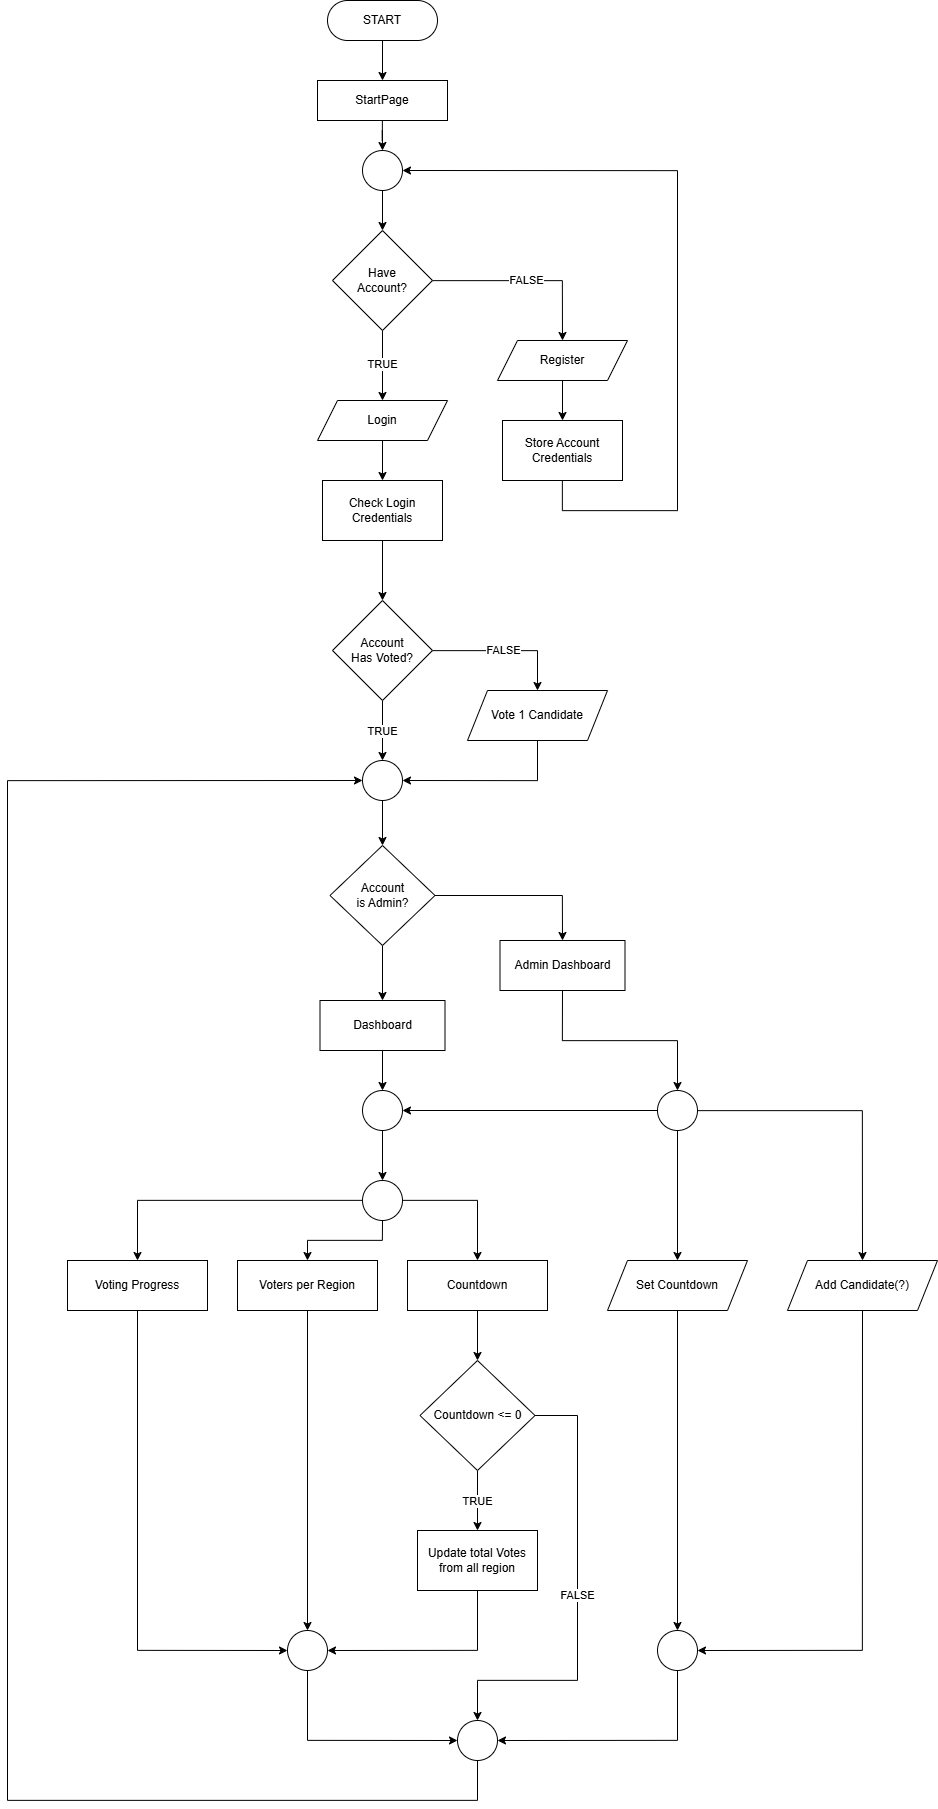 START
StartPage
Have
Account?
FALSE
Register
TRUE
Login
Store Account
Credentials
Check Login
Credentials
Account
Has Voted?
FALSE
Vote 1 Candidate
TRUE
Account
is Admin?
Admin Dashboard
Dashboard
Voting Progress
Voters per Region
Countdown
Set Countdown
Add Candidate(?)
Countdown <= 0
TRUE
Update total Votes
from all region
FALSE